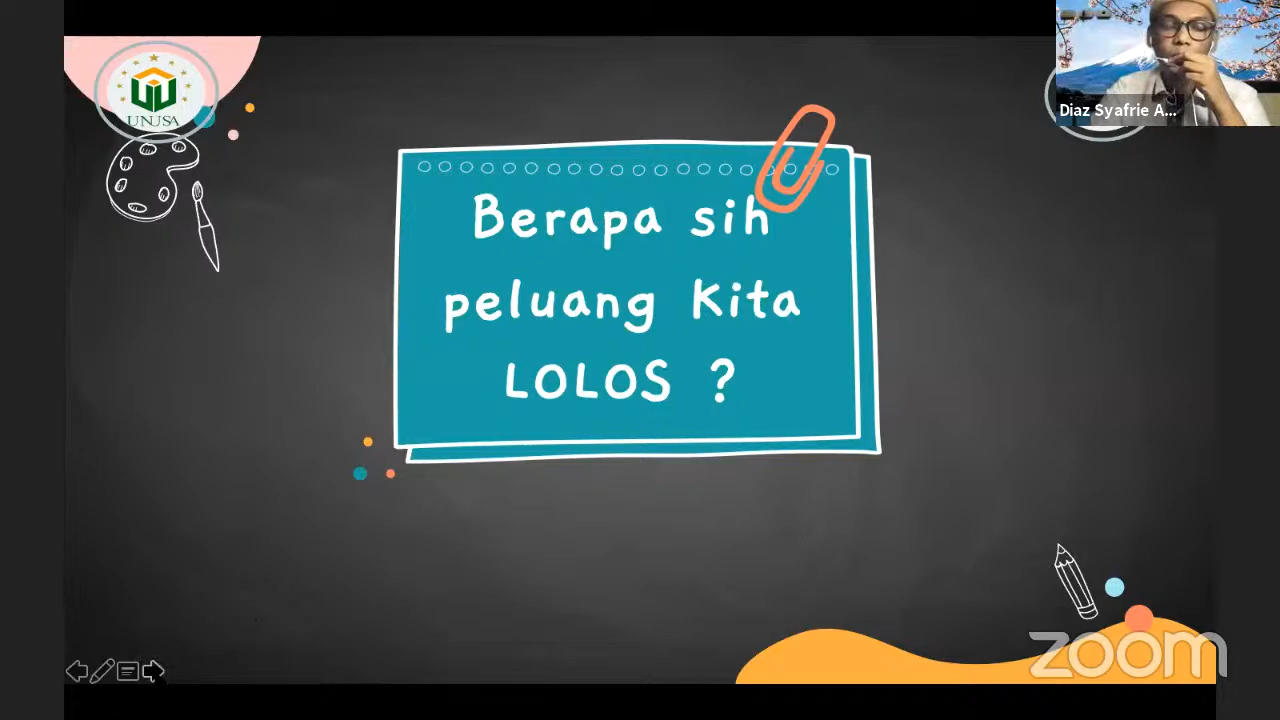 UNUSA
Diaz Syafrie A...
Berapa sih
peluang Kita
LOLOS ?
zoom